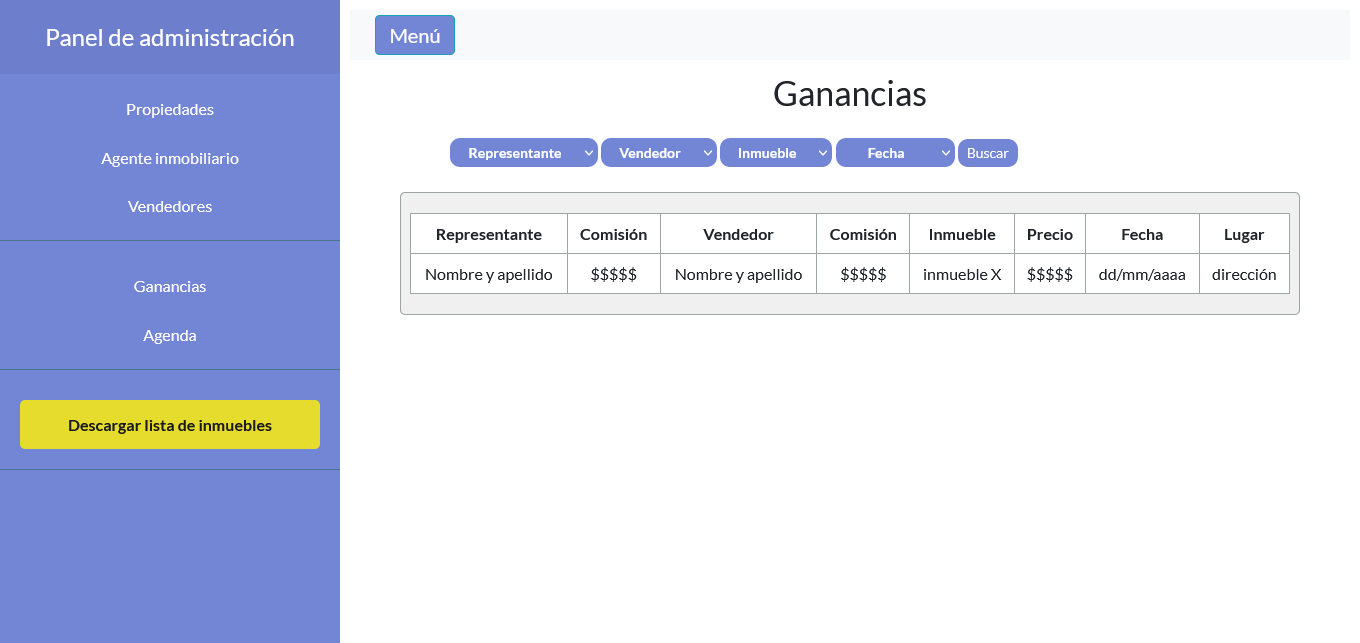 Panel de administración
Propiedades
Agente inmobiliario
Vendedores
Ganancias
Agenda
Descargar lista de inmuebles
Menú
Ganancias
Representante Vendedor Inmueble Fecha Buscar
Representante Comisión Vendedor Comisión Inmueble Precio Fecha Lugar
Nombre y apellido $$$$$ Nombre y apellido $$$$$ inmueble X $$$$$ dd/mm/aaaa dirección